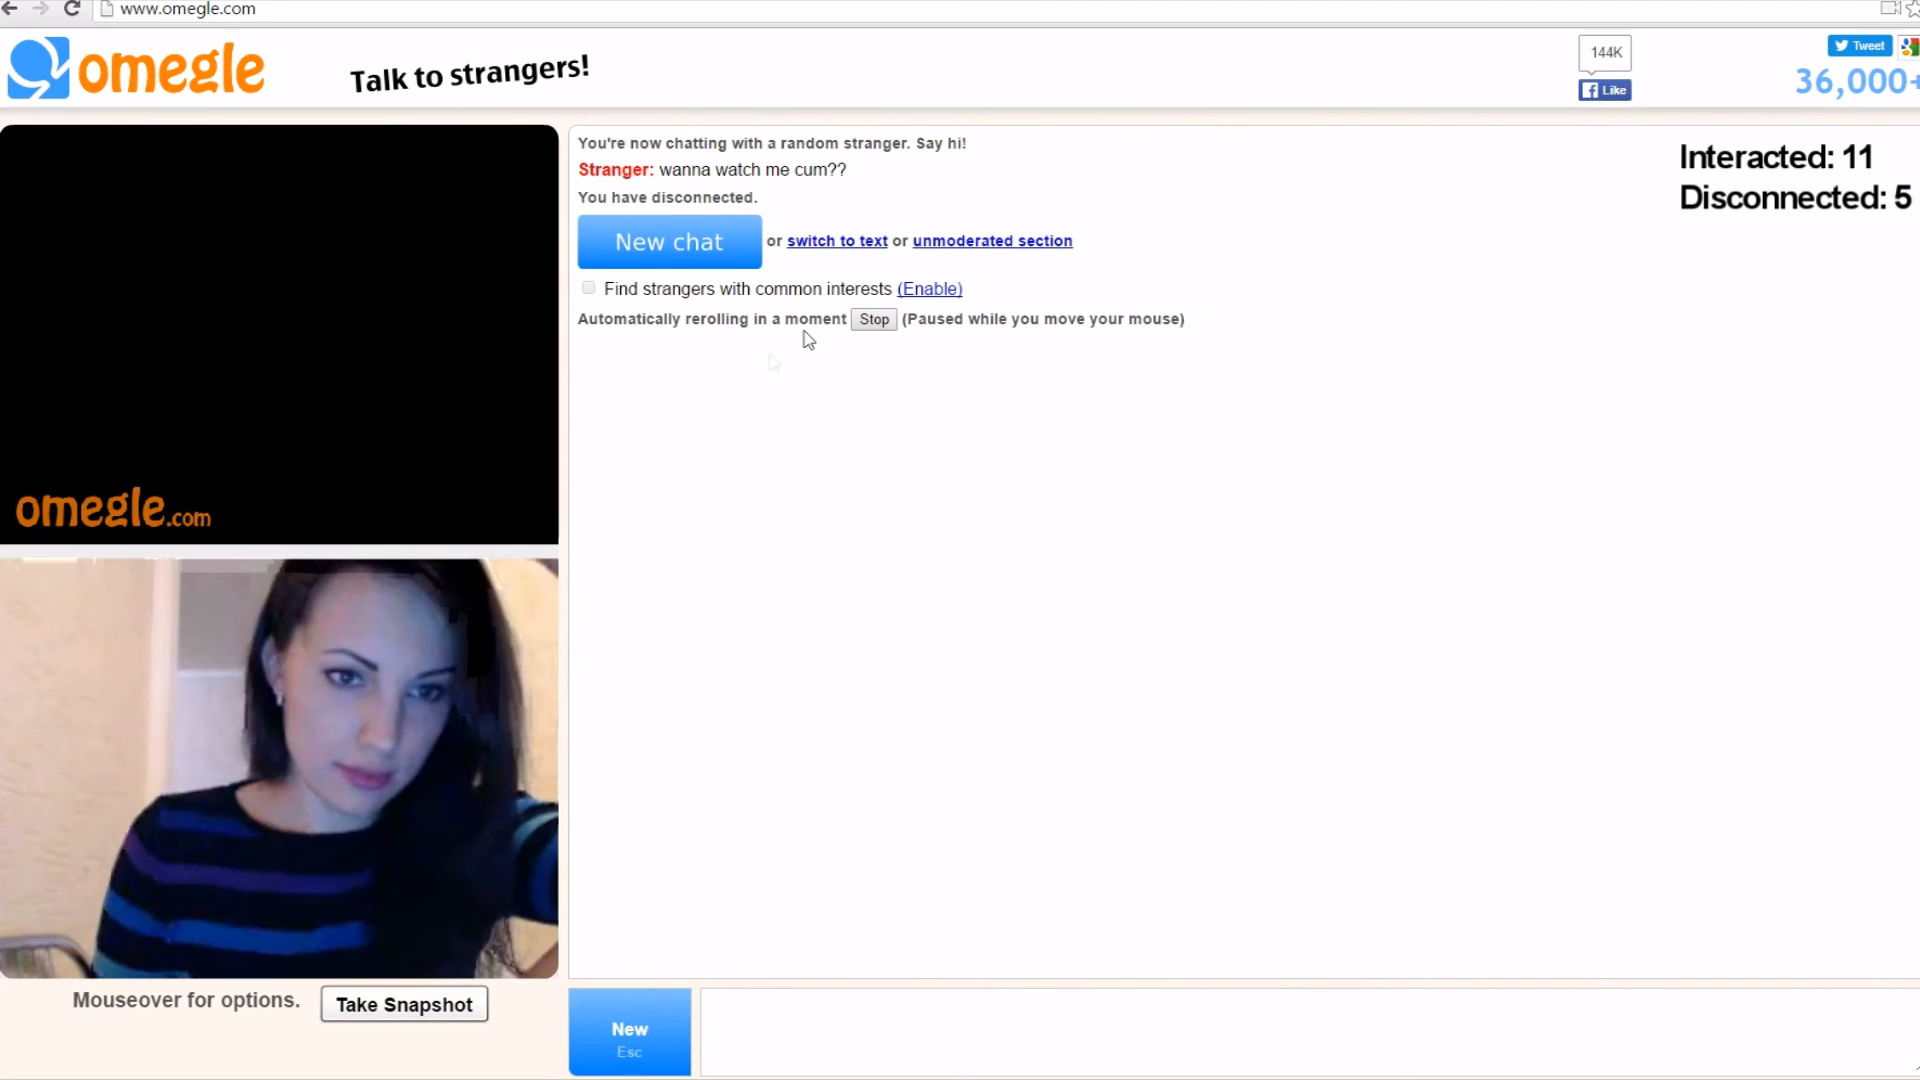 www.omegle.com
omegle
Talk to strangers!
144K
Like
Tweet
36,000+
You're now chatting with a random stranger. Say hi!
Stranger: wanna watch me cum??
You have disconnected.
New chat or switch to text or unmoderated section
Find strangers with common interests (Enable)
Automatically rerolling in a moment Stop (Paused while you move your mouse)
Interacted: 11
Disconnected: 5
omegle.com
Mouseover for options.
Take Snapshot
New
Esc